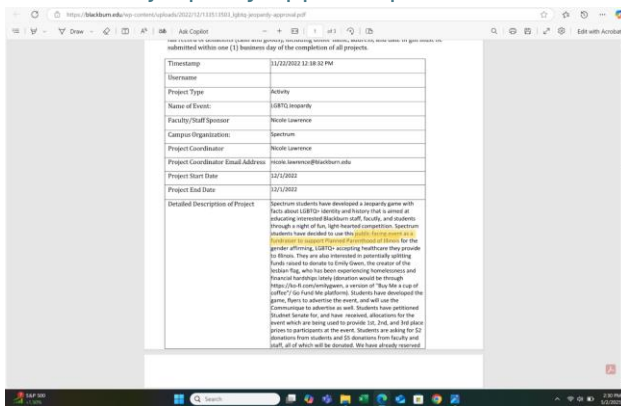 https://blackburn.edu/wp-content/uploads/2022/12/133513503_lgbtq-jeopardy-approval.pdf
Draw
Ask Copilot
1 of 3
Edit with Acrobat
submitted within one (1) business day of the completion of all projects.
Timestamp 11/22/2022 12:18:32 PM
Username
Project Type Activity
Name of Event: LGBTQ Jeopardy
Faculty/Staff Sponsor Nicole Lawrence
Campus Organization: Spectrum
Project Coordinator Nicole Lawrence
Project Coordinator Email Address nicole.lawrence@blackburn.edu
Project Start Date 12/1/2022
Project End Date 12/1/2022
Detailed Description of Project Spectrum students have developed a Jeopardy game with
facts about LGBTQ+ identity and history that is aimed at
educating interested Blackburn staff, faculty, and students
through a night of fun, light-hearted competition. Spectrum
students have decided to use this public-facing event as a
fundraiser to support Planned Parenthood of Illinois for the
gender affirming, LGBTQ+ accepting healthcare they provide
to Illinois. They are also interested in potentially splitting
funds raised to donate to Emily Gwen, the creator of the
lesbian flag, who has been experiencing homelessness and
financial hardships lately (donation would be through
https://ko-fi.com/emilygwen, a version of "Buy Me a cup of
coffee"/ Go Fund Me platform). Students have developed the
game, flyers to advertise the event, and will use the
Communique to advertise as well. Students have petitioned
Student Senate for, and have received, allocations for the
event which are being used to provide 1st, 2nd, and 3rd place
prizes to participants at the event. Students are asking for $2
donations from students and $5 donations from faculty and
staff, all of which will be donated. We have already reserved
S&P 500
Search
2:30 PM